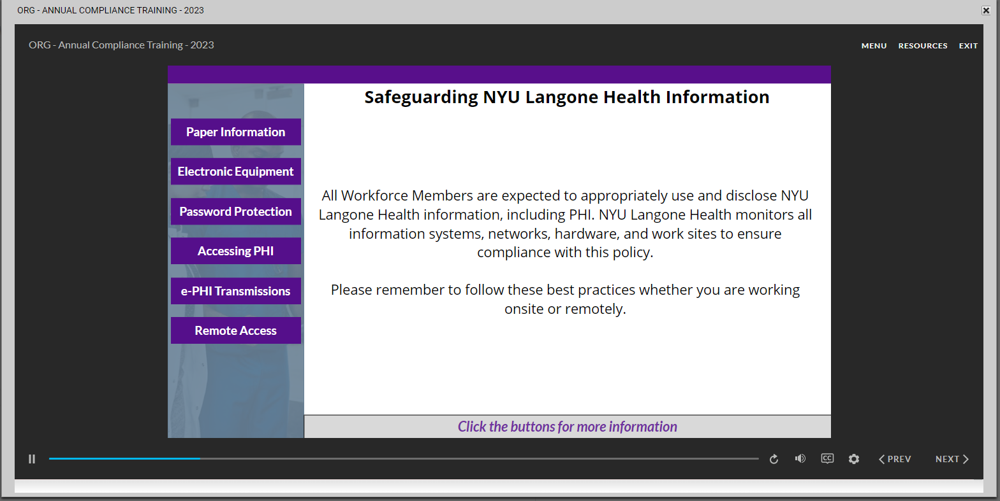 ORG - ANNUAL COMPLIANCE TRAINING - 2023
ORG - Annual Compliance Training - 2023
MENU RESOURCES EXIT
Safeguarding NYU Langone Health Information
Paper Information
Electronic Equipment
Password Protection
Accessing PHI
e-PHI Transmissions
Remote Access
All Workforce Members are expected to appropriately use and disclose NYU
Langone Health information, including PHI. NYU Langone Health monitors all
information systems, networks, hardware, and work sites to ensure
compliance with this policy.
Please remember to follow these best practices whether you are working
onsite or remotely.
Click the buttons for more information
CC
PREV
NEXT